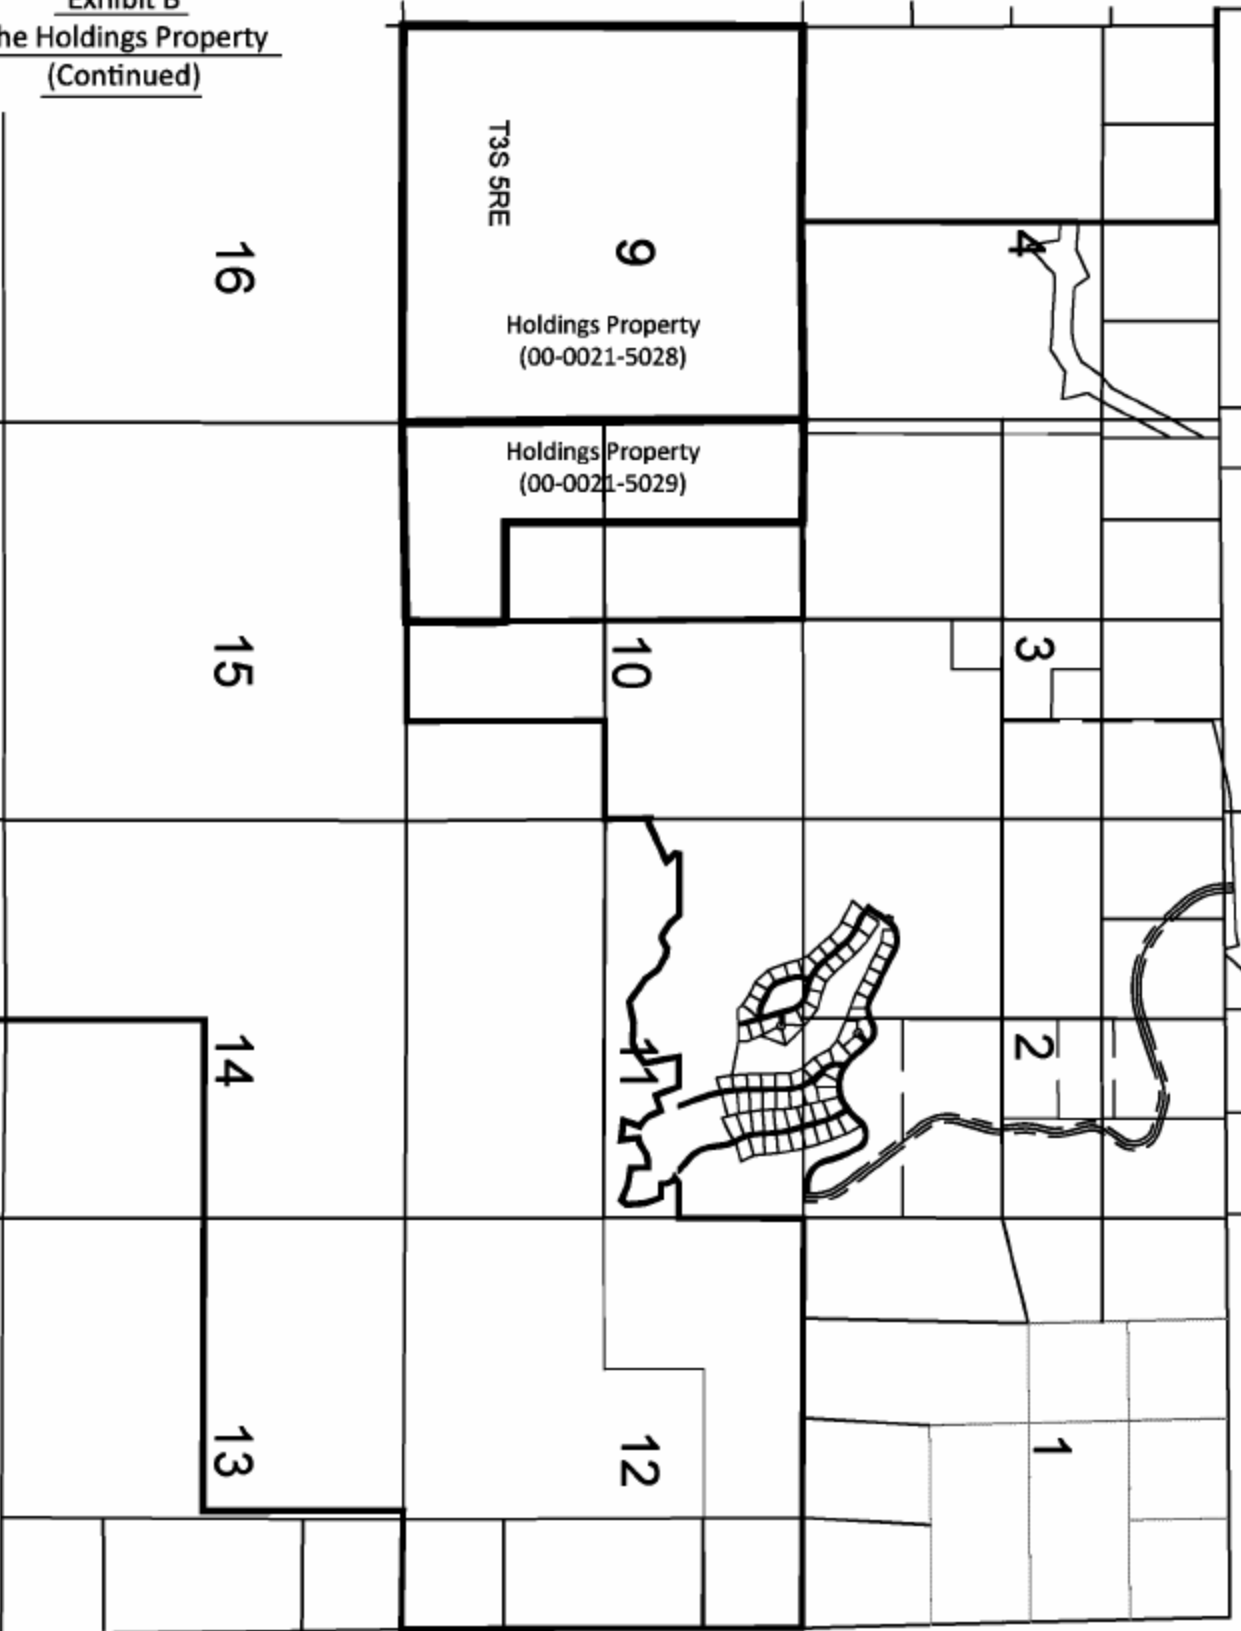 Exhibit B
he Holdings Property
(Continued)
T3S 5RE
16
9
4
Holdings Property
(00-0021-5028)
Holdings Property
(00-0021-5029)
15
10
3
14
11
2
13
12
1